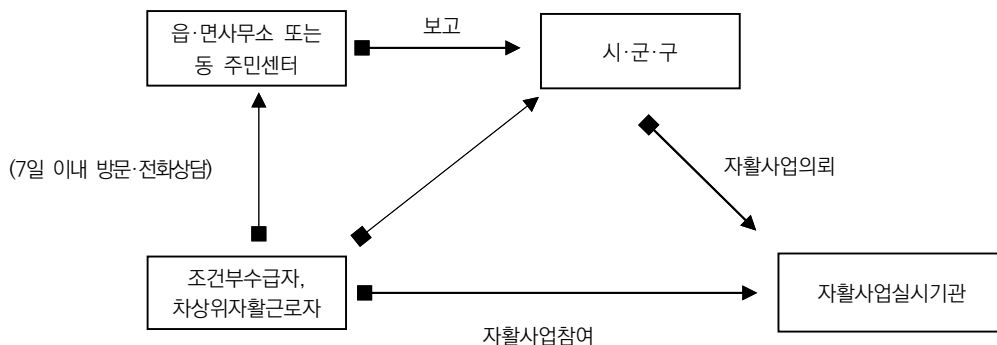 읍·면사무소 또는
동 주민센터
보고
시·군·구
(7일 이내 방문·전화상담)
자활사업의뢰
조건부수급자,
차상위자활근로자
자활사업실시기관
자활사업참여